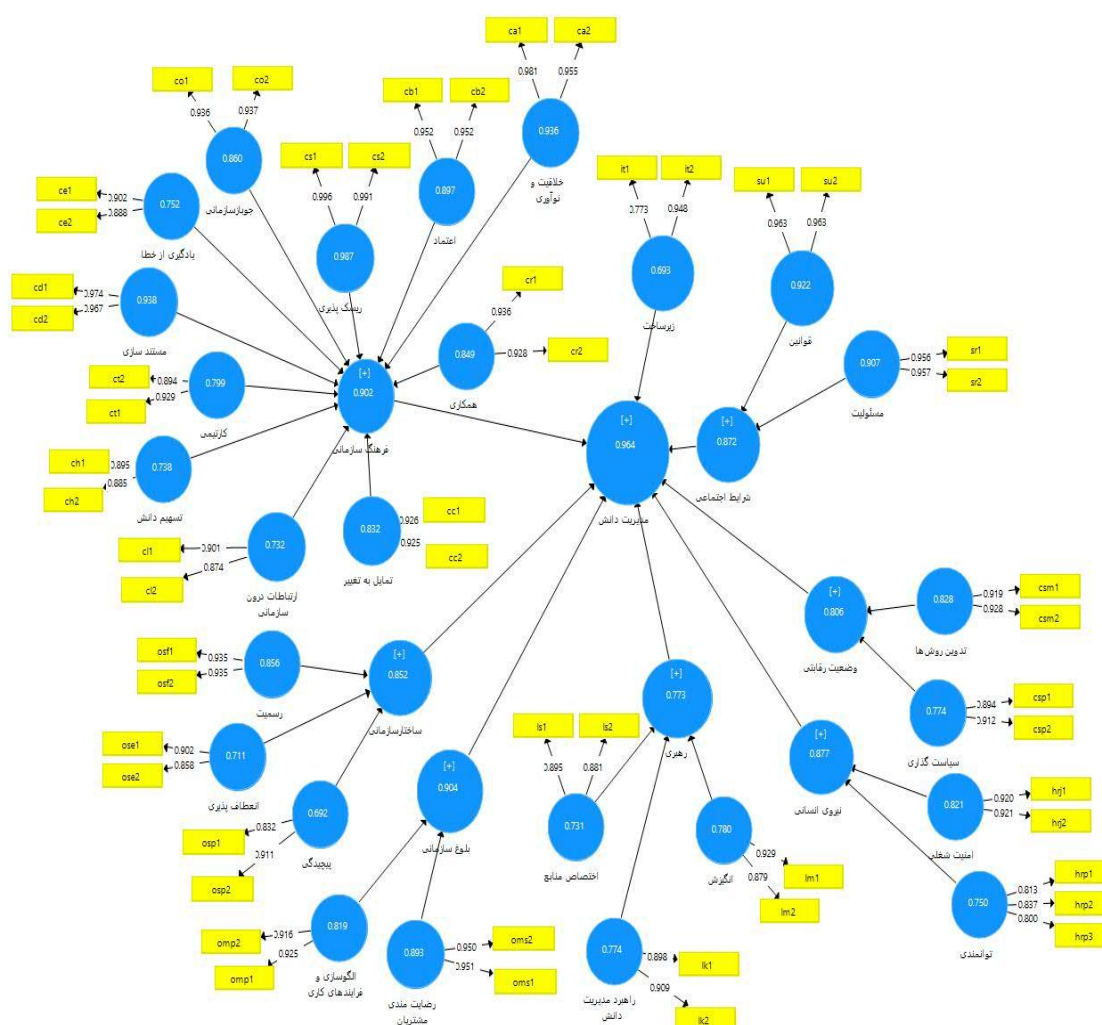 ca1
ca2
0.981
0.955
0.936
خلاقیت و
نوآوری
co1
co2
0.936
0.937
0.860
جوبازسازمانی
cb1
cb2
0.952
0.952
0.897
اعتماد
cs1
cs2
0.996
0.991
0.987
ریسک پذیری
it1
it2
0.773
0.948
0.693
زیرساخت
su1
su2
0.963
0.963
0.922
قوانین
ce1
ce2
0.902
0.888
0.752
یادگیری از خطا
cd1
cd2
0.974
0.967
0.938
مستند سازی
cr1
cr2
0.936
0.928
0.849
همکاری
sr1
sr2
0.956
0.957
0.907
مسئولیت
ct2
ct1
0.894
0.929
0.799
کارتیمی
[+]
0.902
فرهنگ سازمانی
[+]
0.964
مدیریت دانش
[+]
0.872
شرایط اجتماعی
ch1
ch2
0.895
0.885
0.738
تسهیم دانش
cl1
cl2
0.901
0.874
0.732
ارتباطات درون
سازمانی
cc1
cc2
0.926
0.925
0.832
تمایل به تغییر
[+]
0.806
وضعیت رقابتی
0.828
تدوین روش‌ها
0.919
0.928
csm1
csm2
osf1
osf2
0.935
0.935
0.856
رسمیت
[+]
0.852
ساختارسازمانی
[+]
0.773
رهبری
0.774
سیاست گذاری
0.894
0.912
csp1
csp2
ose1
ose2
0.902
0.858
0.711
انعطاف پذیری
ls1
ls2
0.895
0.881
0.731
اختصاص منابع
[+]
0.877
نیروی انسانی
osp1
osp2
0.832
0.911
0.692
پیچیدگی
[+]
0.904
بلوغ سازمانی
0.780
انگیزش
0.929
0.879
lm1
lm2
0.821
امنیت شغلی
0.920
0.921
hrj1
hrj2
omp2
omp1
0.916
0.925
0.819
الگوسازی و
فرایندهای کاری
0.893
رضایت مندی
مشتریان
0.950
0.951
oms2
oms1
0.774
راهبرد مدیریت
دانش
0.898
0.909
lk1
lk2
0.750
توانمندی
0.813
0.837
0.800
hrp1
hrp2
hrp3